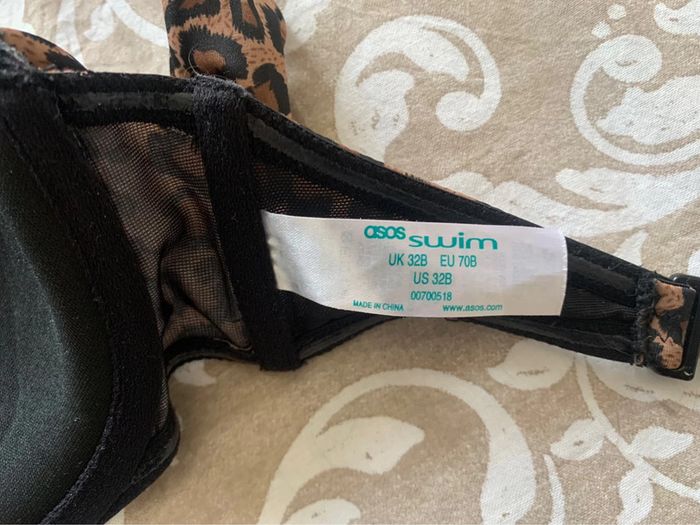 asos swim
UK 32B EU 70B
US 32B
00700518
MADE IN CHINA www.asos.com